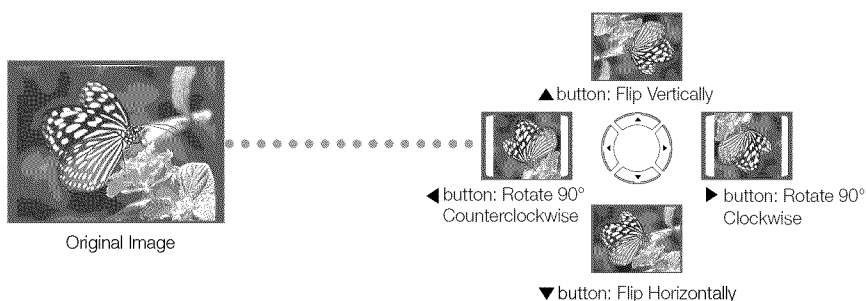 ▲ button: Flip Vertically
◀ button: Rotate 90°
Counterclockwise
▶ button: Rotate 90°
Clockwise
Original Image
▼ button: Flip Horizontally